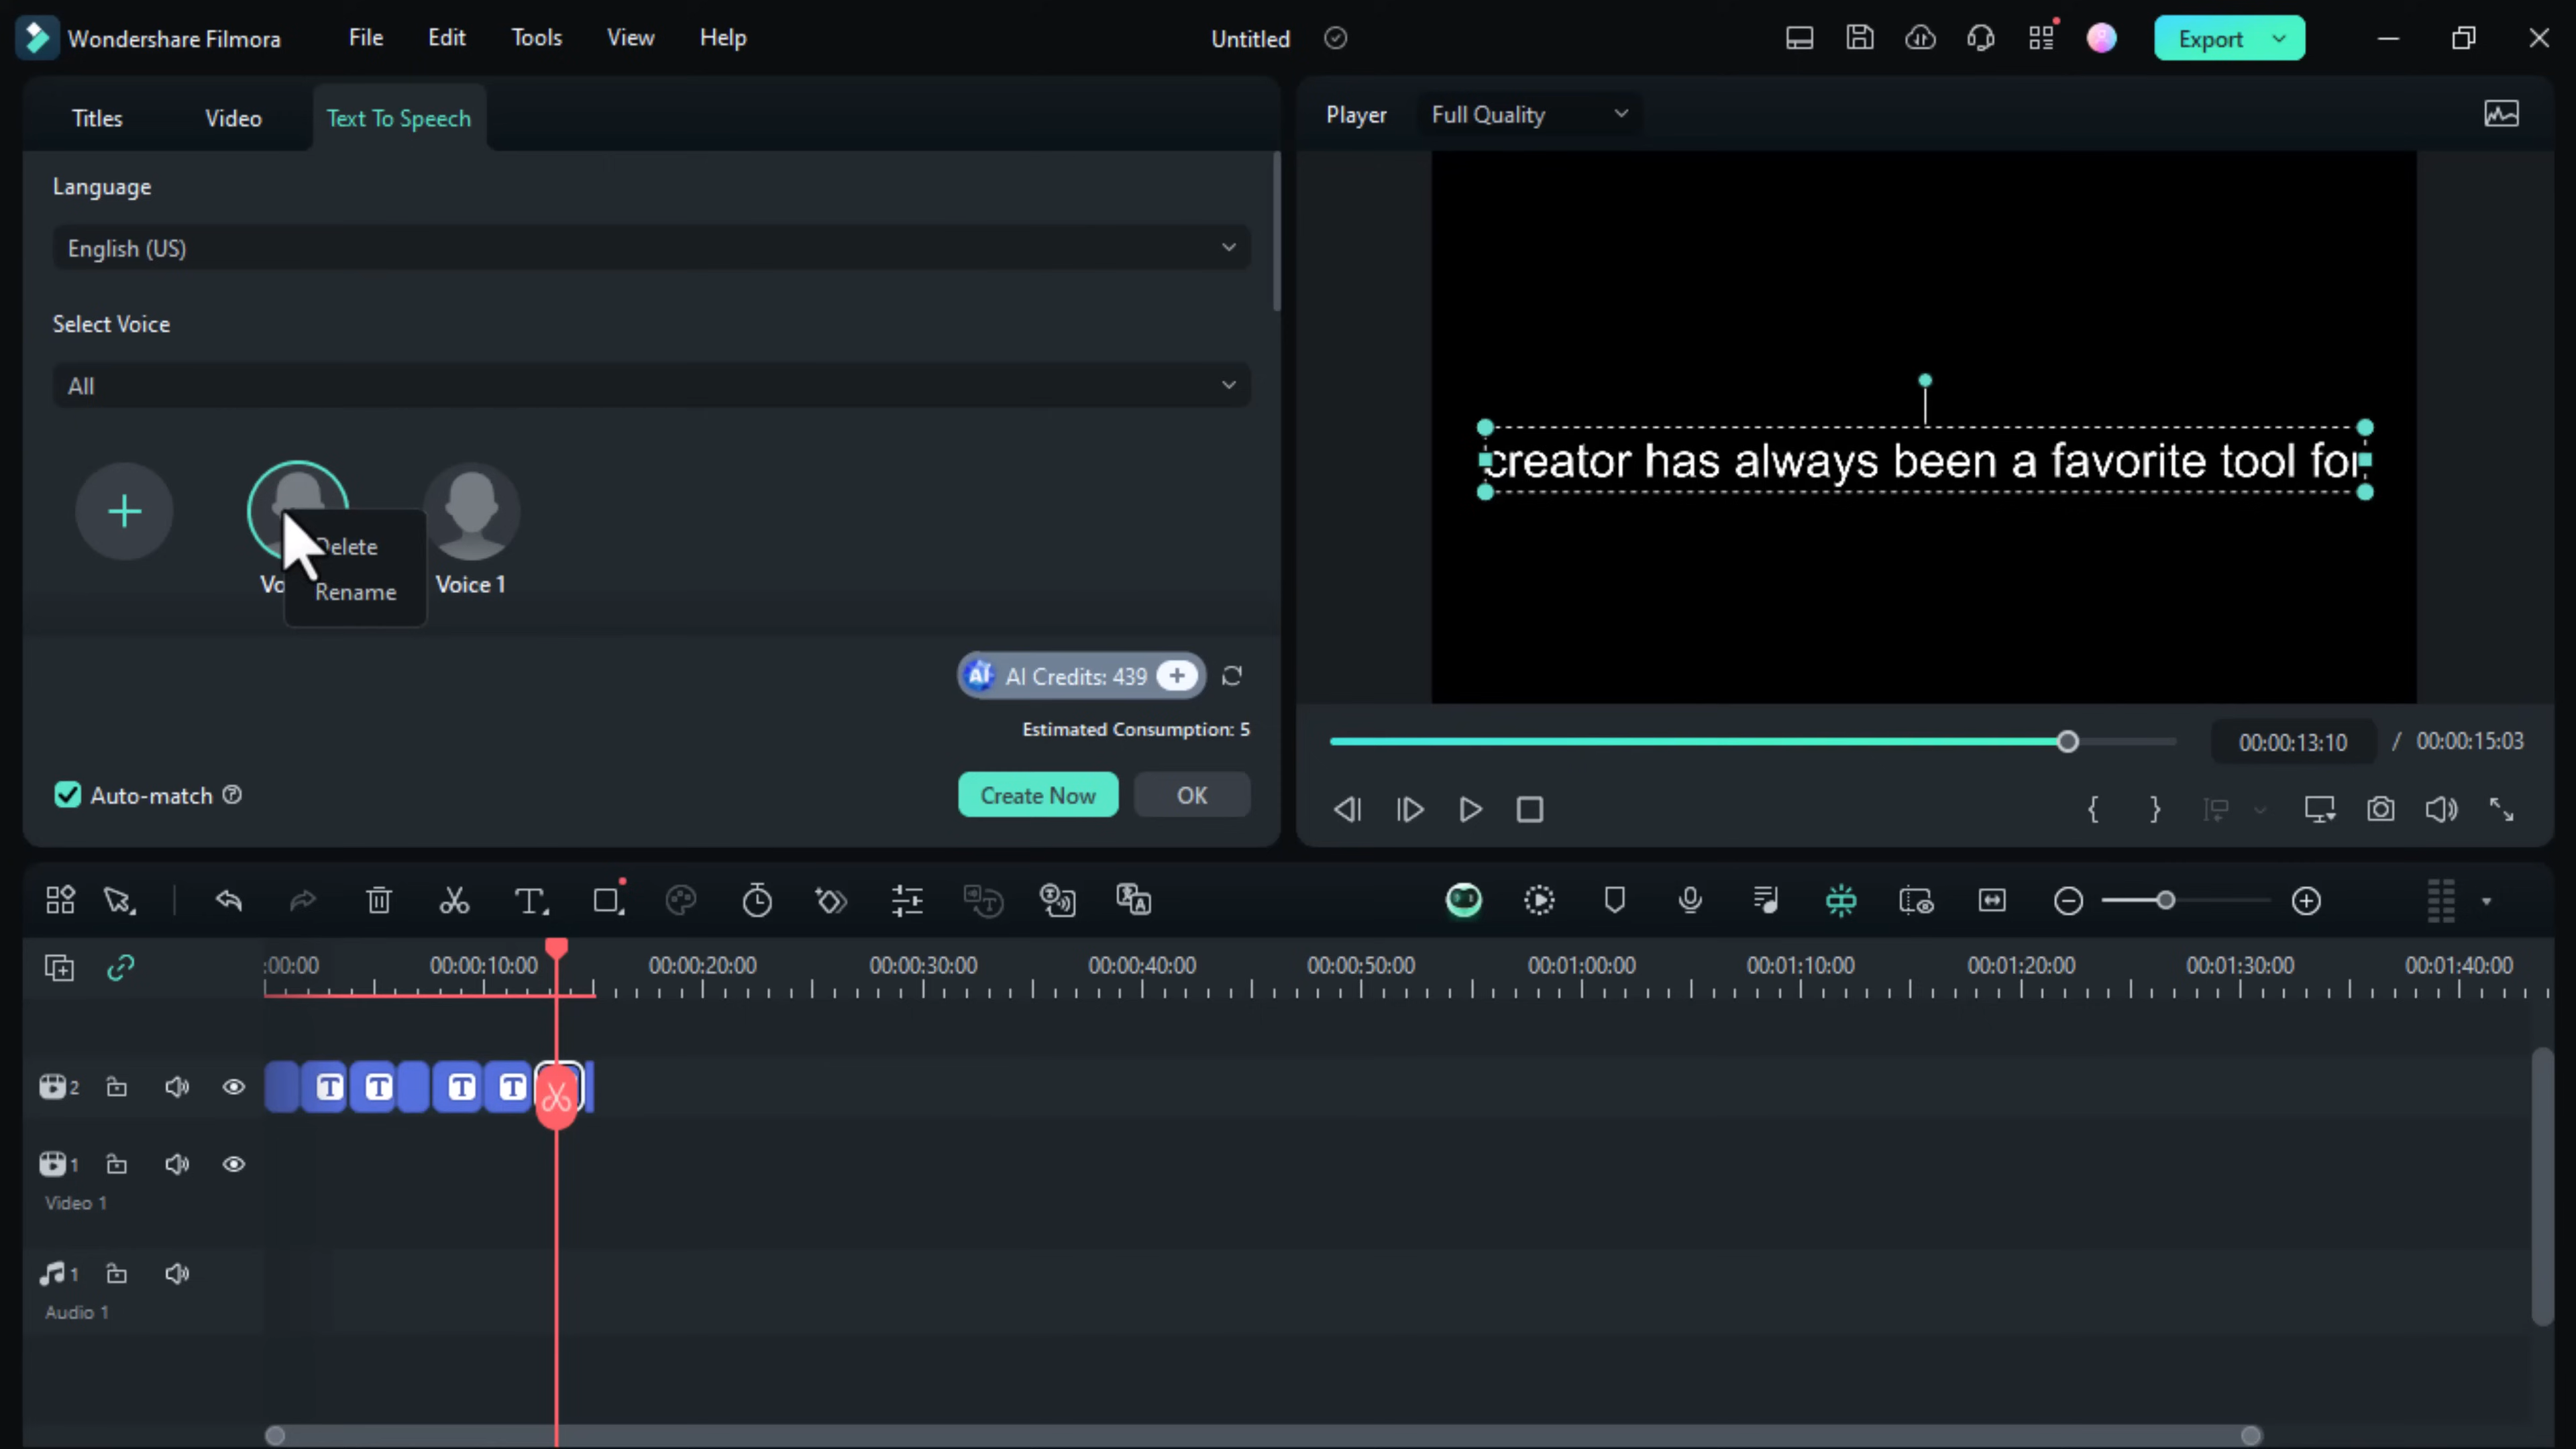 Wondershare Filmora File Edit Tools View Help Untitled Export
Titles Video Text To Speech
Player Full Quality
Language
English (US)
Select Voice
All
creator has always been a favorite tool for
Delete
Voice 1
Rename
AI AI Credits: 439
Estimated Consumption: 5
00:00:13:10 / 00:00:15:03
Auto-match
Create Now OK
:00:00 00:00:10:00 00:00:20:00 00:00:30:00 00:00:40:00 00:00:50:00 00:01:00:00 00:01:10:00 00:01:20:00 00:01:30:00 00:01:40:00
2 T T T T
1
Video 1
1
Audio 1